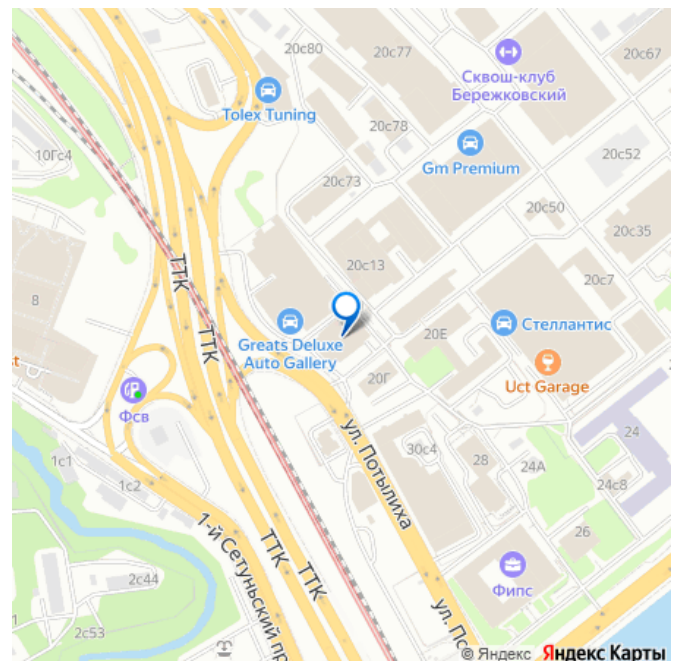 20с80
20с77
20с67
Сквош-клуб
Бережковский
Tolex Tuning
20с78
10Гс4
Gm Premium
20с52
20с73
20с50
20с35
ТТК
20с13
20с7
8
ТТК
20Е
Стеллантис
Greats Deluxe
Auto Gallery
st
20Г
Uct Garage
Фсв
ул. Потылиха
24
1с1
30с4
28
24А
1с2
24с8
26
1-й Сетуньский пр
ТТК
ТТК
Фипс
2с44
ул. По
2с53
© Яндекс Яндекс Карты